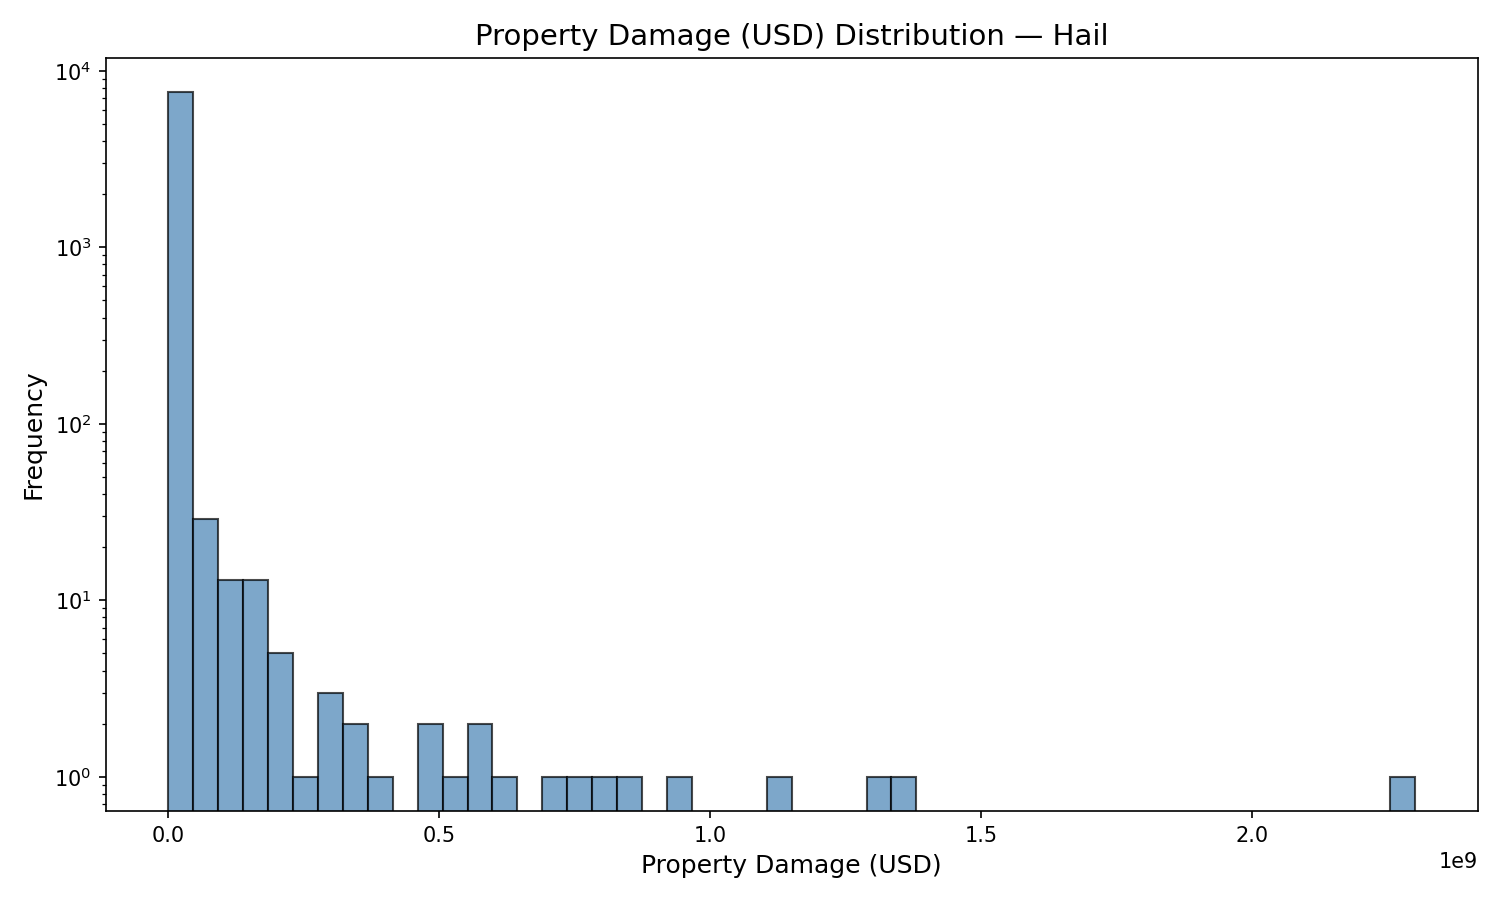 Property Damage (USD) Distribution — Hail
10⁴
10³
10²
10¹
10⁰
Frequency
0.0 0.5 1.0 1.5 2.0
1e9
Property Damage (USD)